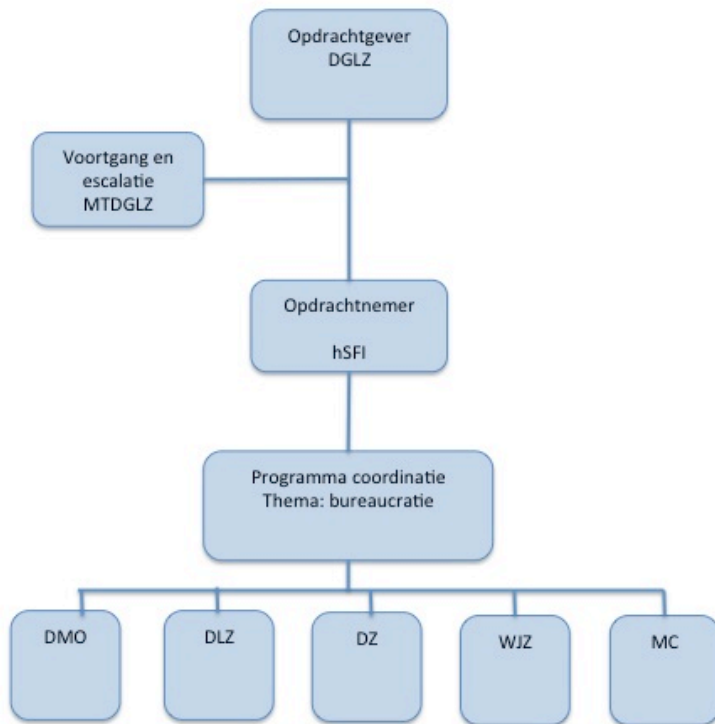 Opdrachtgever
DGLZ
Voortgang en
escalatie
MTDGLZ
Opdrachtnemer
hSFI
Programma coordinatie
Thema: bureaucratie
DMO
DLZ
DZ
WJZ
MC